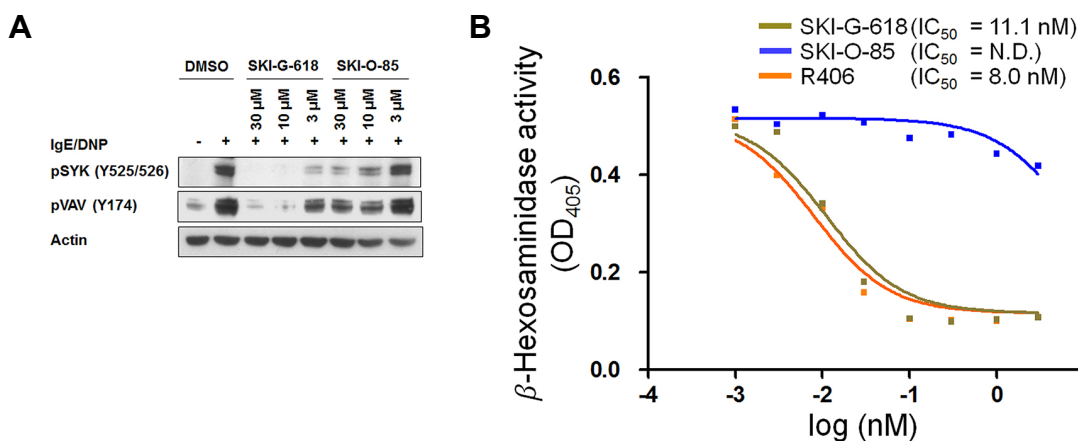 A
DMSO SKI-G-618 SKI-O-85
30 µM 10 µM 3 µM 30 µM 10 µM 3 µM
IgE/DNP - + + + + + + +
pSYK (Y525/526)
pVAV (Y174)
Actin
B
SKI-G-618 (IC50 = 11.1 nM)
SKI-O-85 (IC50 = N.D.)
R406 (IC50 = 8.0 nM)
β-Hexosaminidase activity
(OD405)
0.6
0.4
0.2
0.0
-4 -3 -2 -1 0
log (nM)